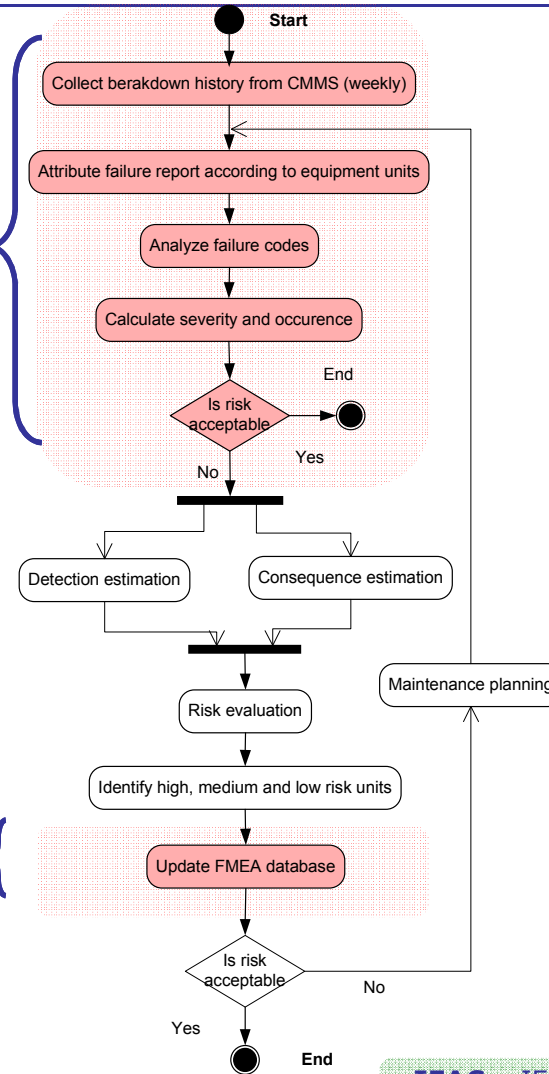 Start
Collect berakdown history from CMMS (weekly)
Attribute failure report according to equipment units
Analyze failure codes
Calculate severity and occurence
End
Is risk
acceptable
Yes
No
Detection estimation
Consequence estimation
Maintenance planning
Risk evaluation
Identify high, medium and low risk units
Update FMEA database
Is risk
acceptable
No
Yes
End